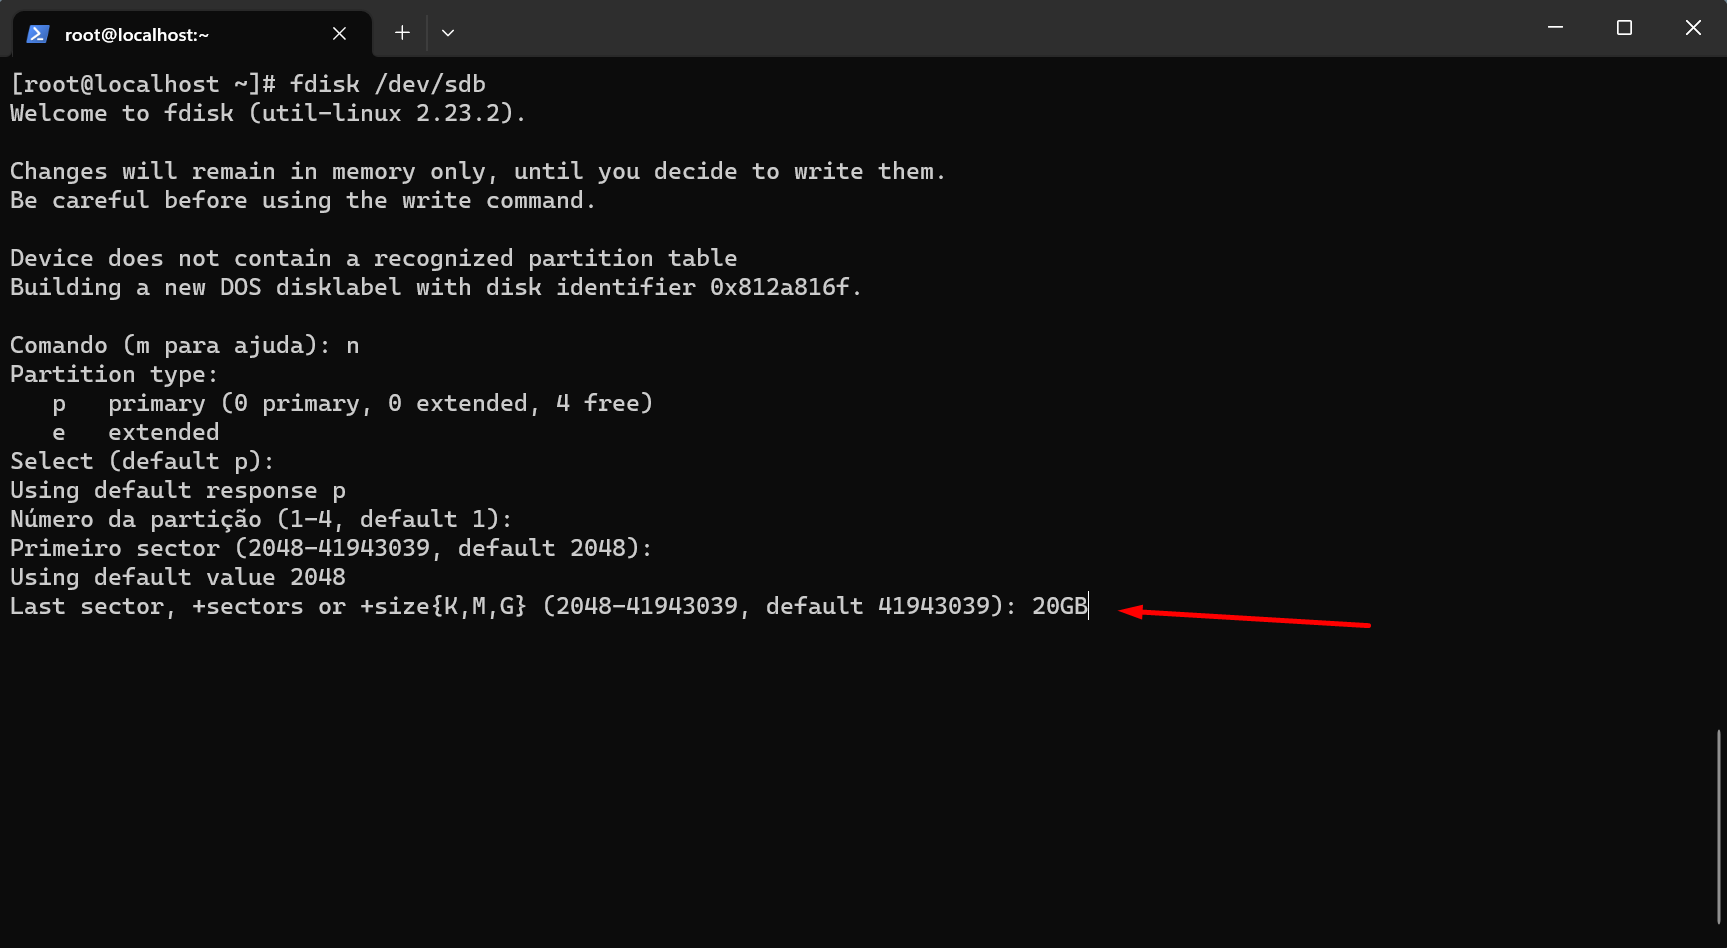 root@localhost:~
[root@localhost ~]# fdisk /dev/sdb
Welcome to fdisk (util-linux 2.23.2).
Changes will remain in memory only, until you decide to write them.
Be careful before using the write command.
Device does not contain a recognized partition table
Building a new DOS disklabel with disk identifier 0x812a816f.
Comando (m para ajuda): n
Partition type:
   p   primary (0 primary, 0 extended, 4 free)
   e   extended
Select (default p):
Using default response p
Número da partição (1-4, default 1):
Primeiro sector (2048-41943039, default 2048):
Using default value 2048
Last sector, +sectors or +size{K,M,G} (2048-41943039, default 41943039): 20GB